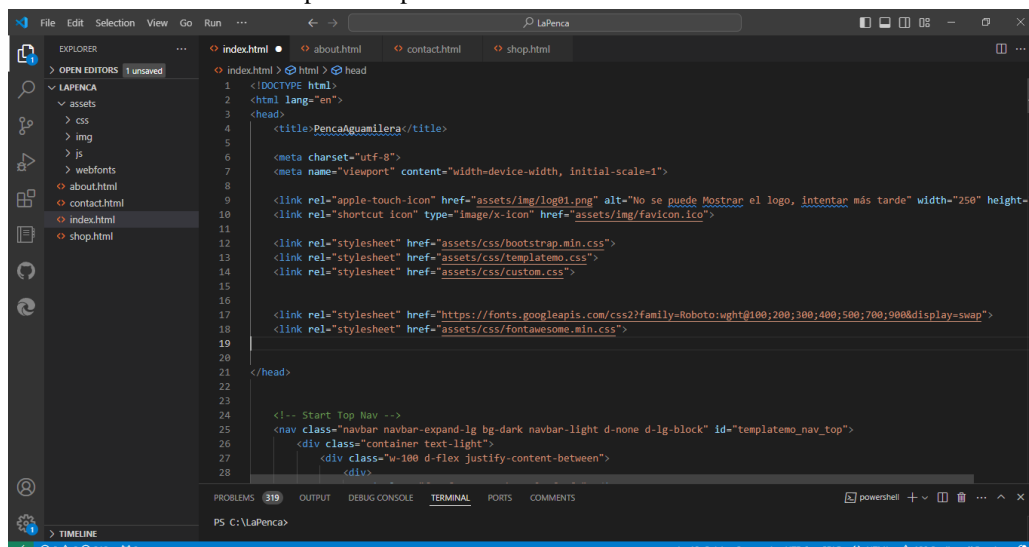 File Edit Selection View Go Run ··· LaPenca
EXPLORER ···
OPEN EDITORS 1 unsaved
LAPENCA
assets
css
img
js
webfonts
about.html
contact.html
index.html
shop.html
TIMELINE
index.html about.html contact.html shop.html
index.html > html > head
1 <!DOCTYPE html>
2 <html lang="en">
3 <head>
4 <title>PencaAguamilera</title>
5
6 <meta charset="utf-8">
7 <meta name="viewport" content="width=device-width, initial-scale=1">
8
9 <link rel="apple-touch-icon" href="assets/img/log01.png" alt="No se puede Mostrar el logo, intentar más tarde" width="250" height=
10 <link rel="shortcut icon" type="image/x-icon" href="assets/img/favicon.ico">
11
12 <link rel="stylesheet" href="assets/css/bootstrap.min.css">
13 <link rel="stylesheet" href="assets/css/templatemo.css">
14 <link rel="stylesheet" href="assets/css/custom.css">
15
16
17 <link rel="stylesheet" href="https://fonts.googleapis.com/css2?family=Roboto:wght@100;200;300;400;500;700;900&display=swap">
18 <link rel="stylesheet" href="assets/css/fontawesome.min.css">
19
20
21 </head>
22
23
24 <!-- Start Top Nav -->
25 <nav class="navbar navbar-expand-lg bg-dark navbar-light d-none d-lg-block" id="templatemo_nav_top">
26 <div class="container text-light">
27 <div class="w-100 d-flex justify-content-between">
28 <div>
PROBLEMS 319 OUTPUT DEBUG CONSOLE TERMINAL PORTS COMMENTS powershell
PS C:\LaPenca>